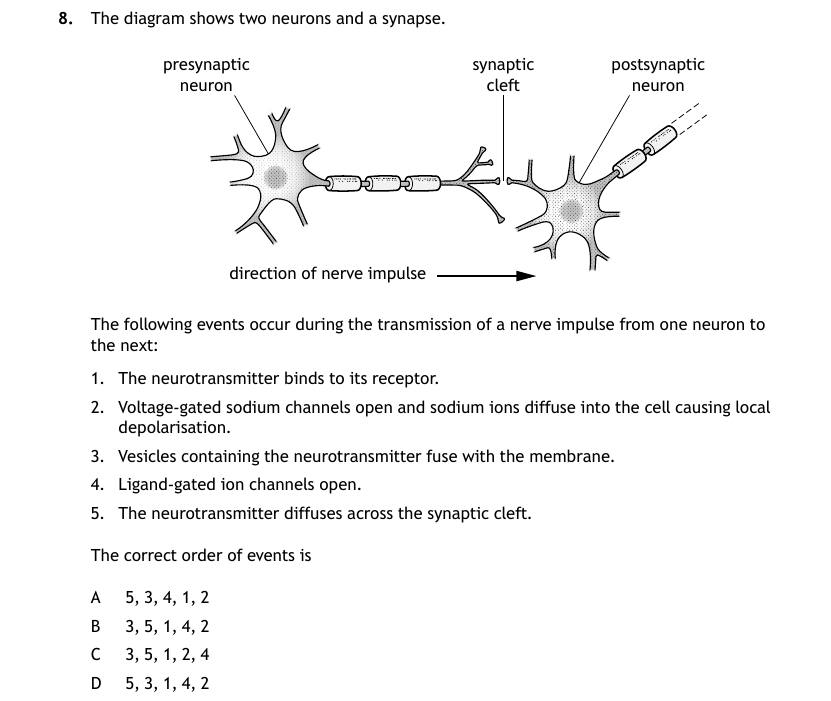 8. The diagram shows two neurons and a synapse.
presynaptic
neuron
synaptic
cleft
postsynaptic
neuron
direction of nerve impulse
The following events occur during the transmission of a nerve impulse from one neuron to
the next:
1. The neurotransmitter binds to its receptor.
2. Voltage-gated sodium channels open and sodium ions diffuse into the cell causing local
depolarisation.
3. Vesicles containing the neurotransmitter fuse with the membrane.
4. Ligand-gated ion channels open.
5. The neurotransmitter diffuses across the synaptic cleft.
The correct order of events is
A 5, 3, 4, 1, 2
B 3, 5, 1, 4, 2
C 3, 5, 1, 2, 4
D 5, 3, 1, 4, 2